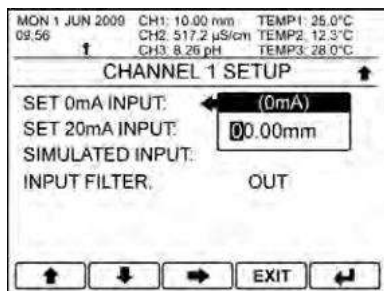 MON 1 JUN 2009 CH1: 10.00 mm TEMP1: 25.0°C
09:56 CH2: 517.2 µS/cm TEMP2: 12.3°C
CH3: 8.26 pH TEMP3: 28.0°C
CHANNEL 1 SETUP
SET 0mA INPUT: (0mA)
SET 20mA INPUT: 00.00mm
SIMULATED INPUT:
INPUT FILTER. OUT
EXIT